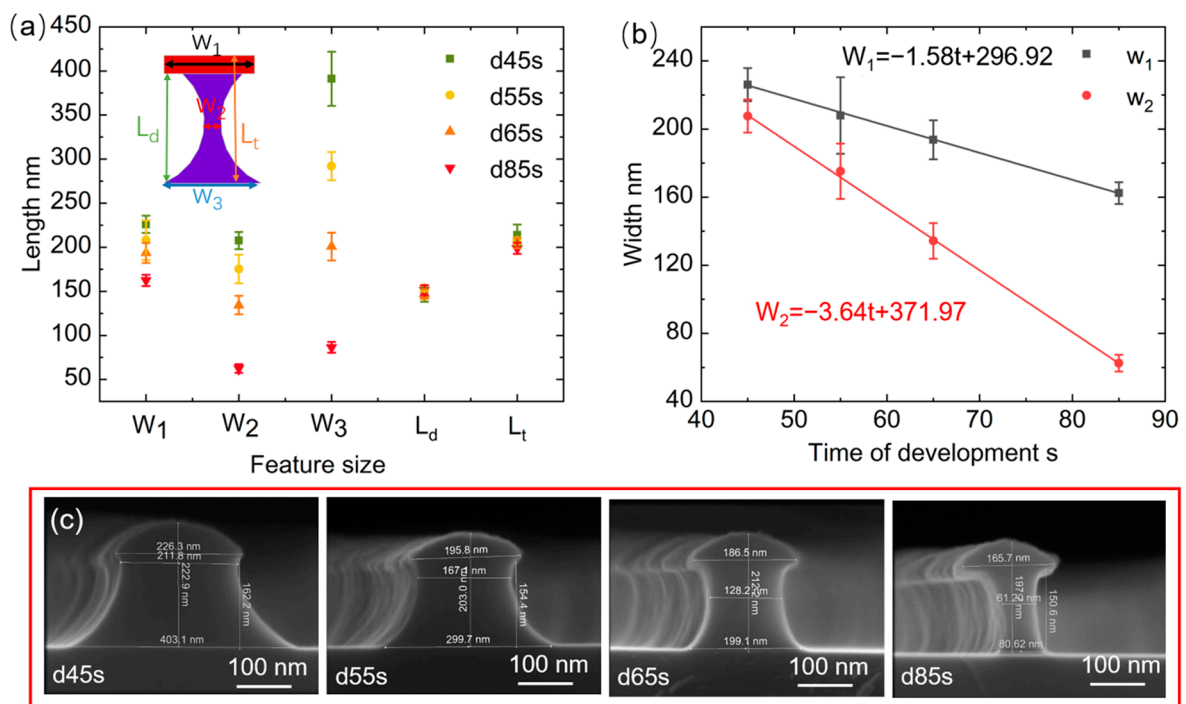 (a)
450
400
350
300
250
200
150
100
50
Length nm
W1
W2
Ld
Lt
W3
d45s
d55s
d65s
d85s
W1
W2
W3
Ld
Lt
Feature size
(b)
240
200
160
120
80
40
Width nm
W1=−1.58t+296.92
w1
w2
W2=−3.64t+371.97
40
50
60
70
80
90
Time of development s
(c)
226.3 nm
211.8 nm
222.9 nm
162.2 nm
403.1 nm
d45s
100 nm
195.8 nm
167.1 nm
203.0 nm
154.4 nm
299.7 nm
d55s
100 nm
186.5 nm
128.2 nm
199.1 nm
d65s
100 nm
165.7 nm
61.20 nm
150.6 nm
80.62 nm
d85s
100 nm